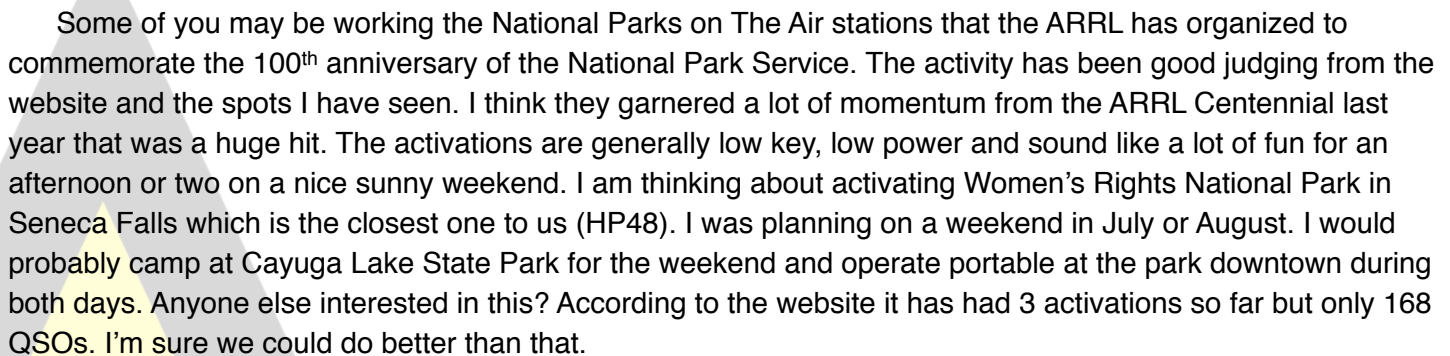 Some of you may be working the National Parks on The Air stations that the ARRL has organized to
commemorate the 100th anniversary of the National Park Service. The activity has been good judging from the
website and the spots I have seen. I think they garnered a lot of momentum from the ARRL Centennial last
year that was a huge hit. The activations are generally low key, low power and sound like a lot of fun for an
afternoon or two on a nice sunny weekend. I am thinking about activating Women’s Rights National Park in
Seneca Falls which is the closest one to us (HP48). I was planning on a weekend in July or August. I would
probably camp at Cayuga Lake State Park for the weekend and operate portable at the park downtown during
both days. Anyone else interested in this? According to the website it has had 3 activations so far but only 168
QSOs. I’m sure we could do better than that.